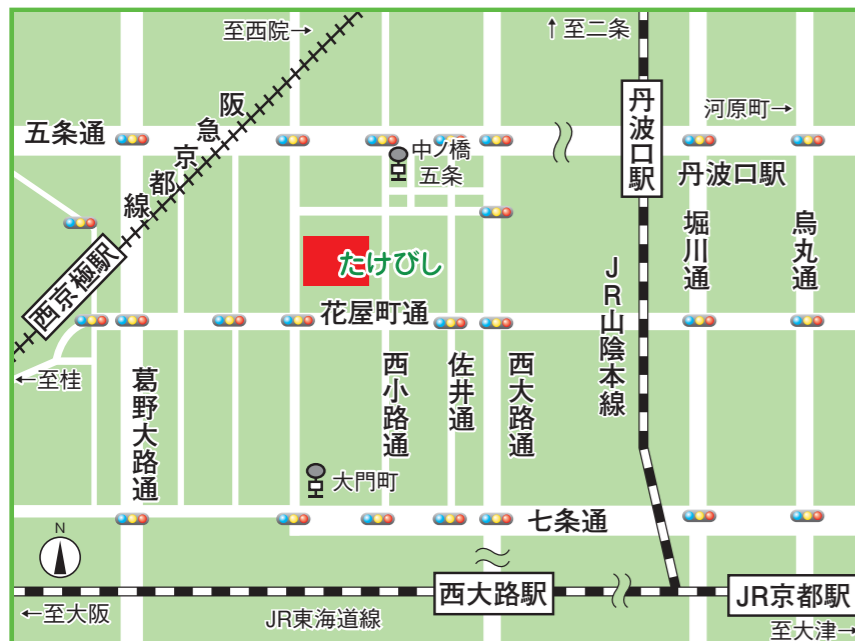 至西院→
↑至二条
阪急京都線
丹波口駅
河原町→
五条通
中ノ橋
五条
丹波口駅
堀川通
烏丸通
西京極駅
たけびし
JR山陰本線
花屋町通
←至桂
葛野大路通
西小路通
佐井通
西大路通
大門町
七条通
N
西大路駅
JR京都駅
←至大阪
JR東海道線
至大津→